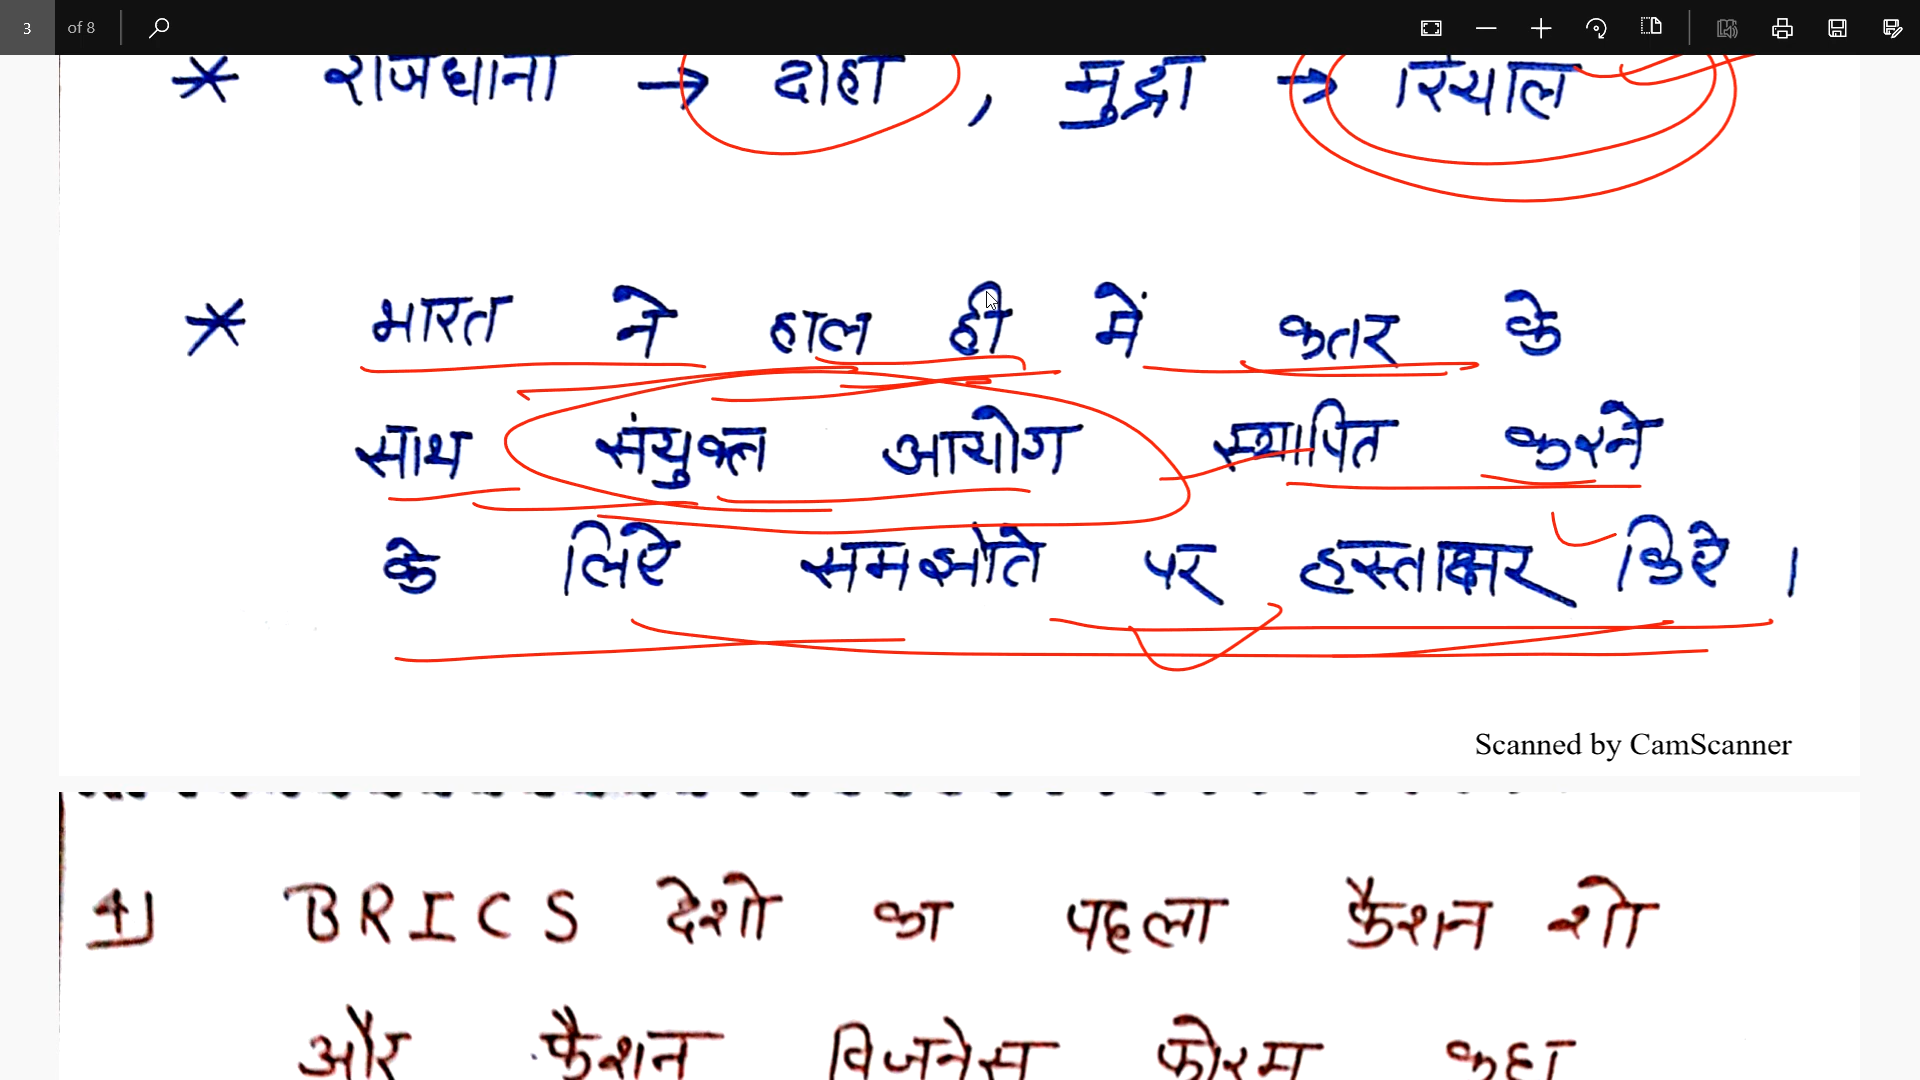 3 of 8
* राजधानी → दोहा , मुद्रा → रियाल
* भारत ने हाल ही में कतर के
साथ संयुक्त आयोग स्थापित करने
के लिऐ समझोते पर हस्ताक्षर किऐ ।
Scanned by CamScanner
4] BRICS देशो का पहला फैशन शो
और फैशन विजनेस फोरम कहा